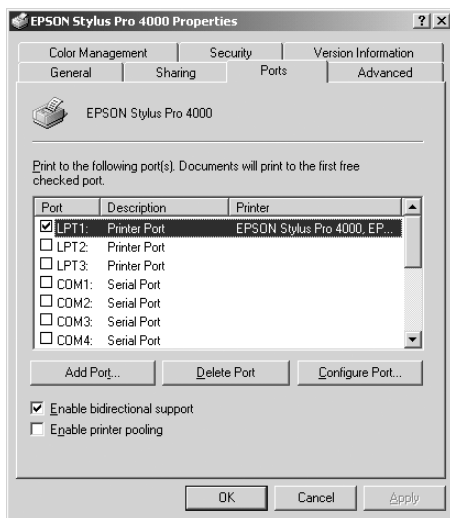 EPSON Stylus Pro 4000 Properties
Color Management Security Version Information
General Sharing Ports Advanced
EPSON Stylus Pro 4000
Print to the following port(s). Documents will print to the first free
checked port.
Port Description Printer
LPT1: Printer Port EPSON Stylus Pro 4000, EP...
LPT2: Printer Port
LPT3: Printer Port
COM1: Serial Port
COM2: Serial Port
COM3: Serial Port
COM4: Serial Port
Add Port... Delete Port Configure Port...
Enable bidirectional support
Enable printer pooling
OK Cancel Apply